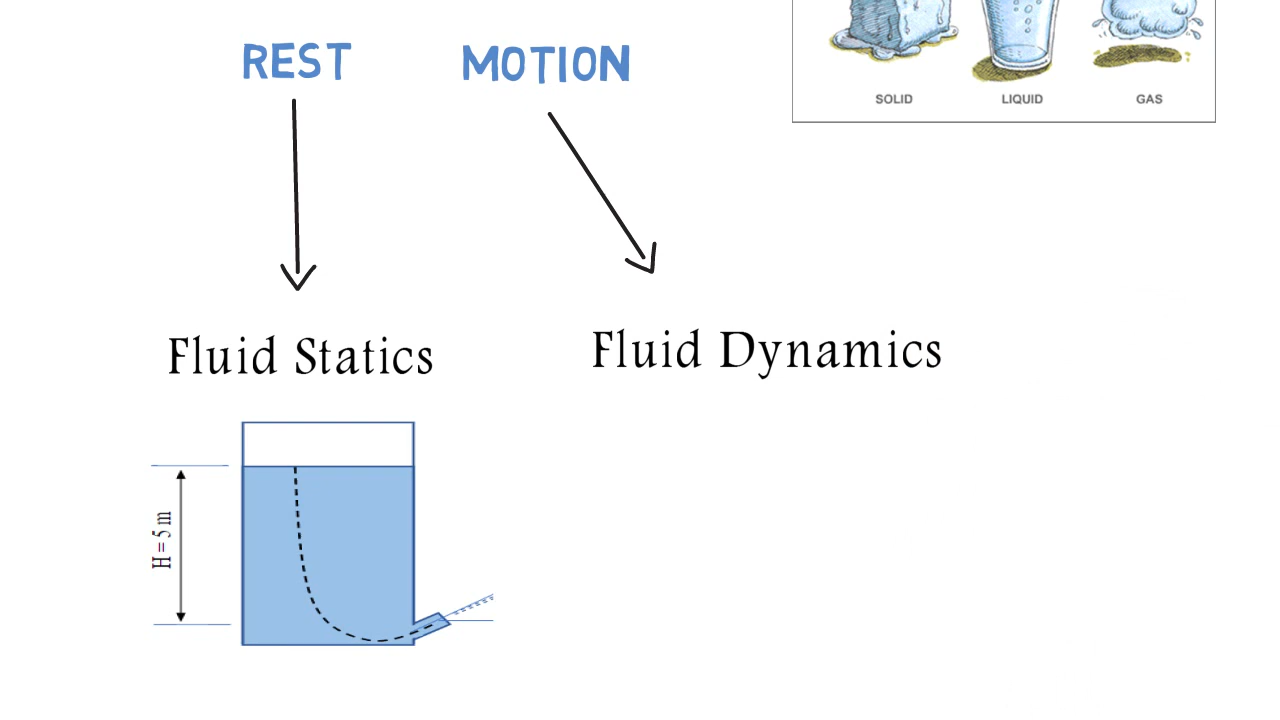 REST
MOTION
SOLID
LIQUID
GAS
Fluid Statics
Fluid Dynamics
H = 5 m